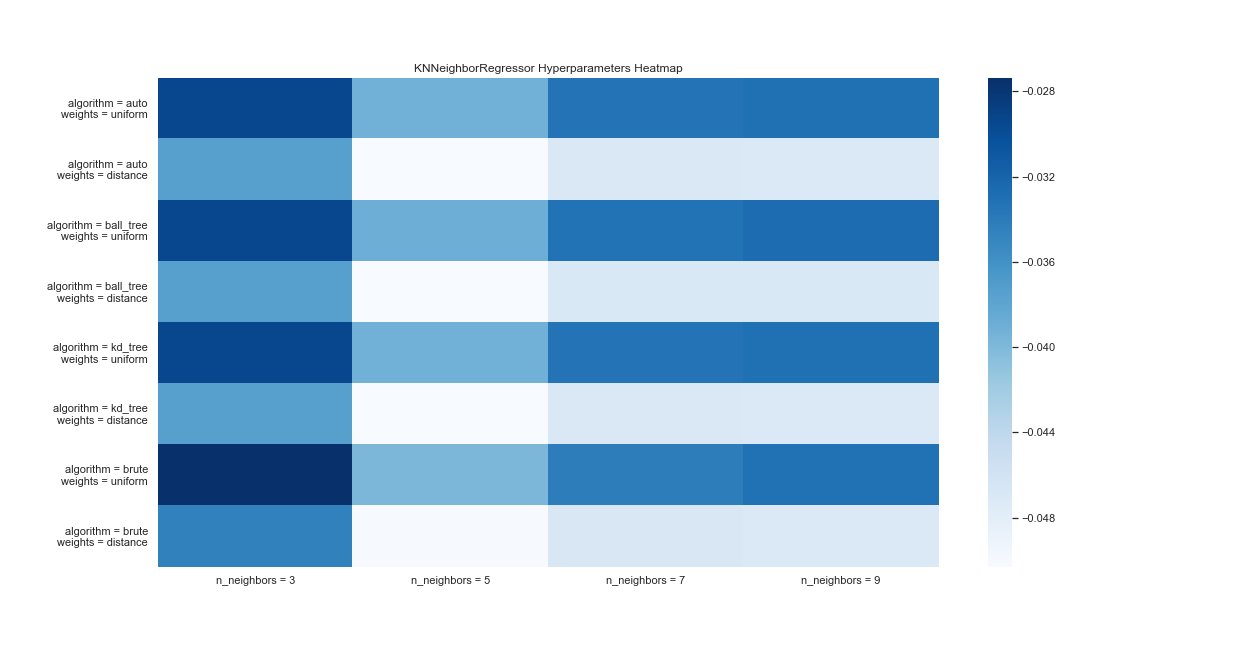 KNNeighborRegressor Hyperparameters Heatmap
algorithm = auto
weights = uniform
algorithm = auto
weights = distance
algorithm = ball_tree
weights = uniform
algorithm = ball_tree
weights = distance
algorithm = kd_tree
weights = uniform
algorithm = kd_tree
weights = distance
algorithm = brute
weights = uniform
algorithm = brute
weights = distance
n_neighbors = 3
n_neighbors = 5
n_neighbors = 7
n_neighbors = 9
−0.028
−0.032
−0.036
−0.040
−0.044
−0.048